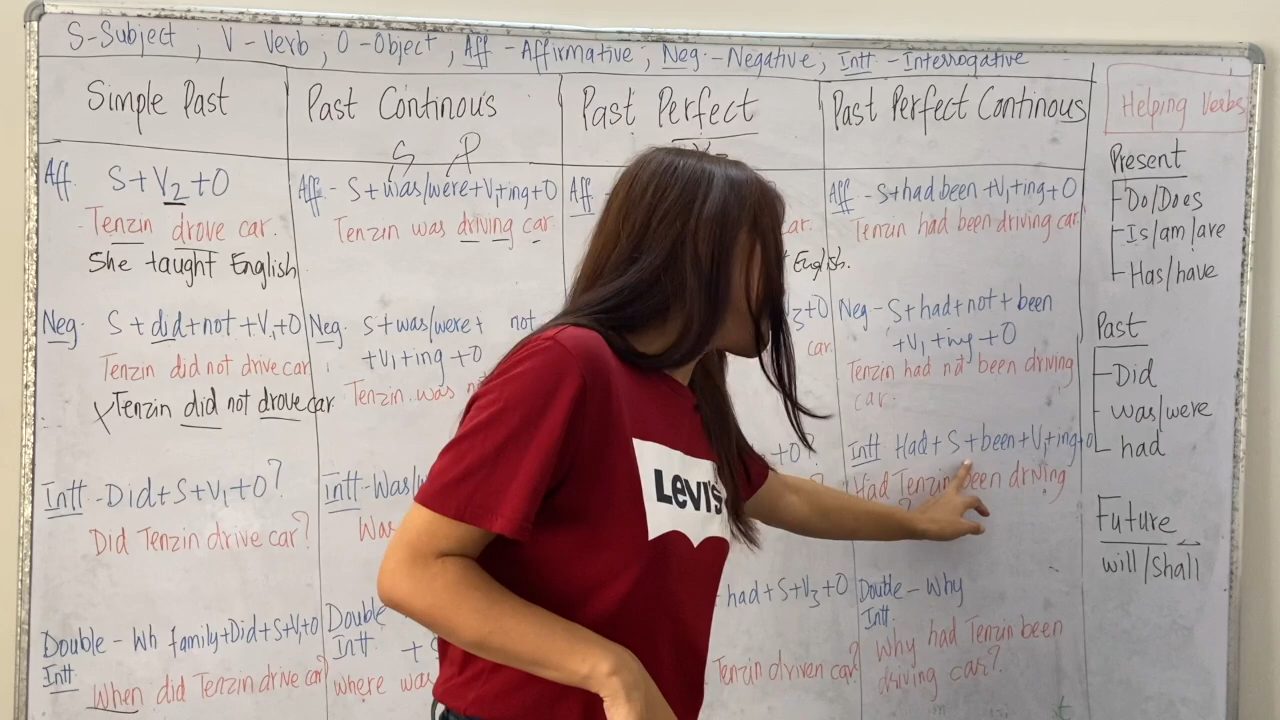 S-Subject , V-Verb, O-Object, Aff -Affirmative, Neg.-Negative, Intt -Interrogative
Simple Past
Aff. S+V2+O
Tenzin drove car.
She taught English
Neg. S+did+not+V1+O
Tenzin did not drive car
X Tenzin did not drove car.
Intt-Did+S+V1+O?
Did Tenzin drive car?
Double - Wh family+Did+S+V1+O
Intt
When did Tenzin drive car?
Past Continous
S P
Aff - S+was/were+V1+ing+O
Tenzin was driving car
Neg. S+was/were+ not
+V1+ing+O
Tenzin was
Intt-Was/
Was
Double
Intt. +
where was
Past Perfect
Aff -
car.
English.
V3+O
car.
+O?
?
had+S+V3+O
Tenzin driven car?
Past Perfect Continous
Aff - S+had been+V1+ing+O
Tenzin had been driving car
Neg - S+had+not+been
+V1+ing+O
Tenzin had not been driving
car.
Intt Had+S+been+V1+ing+O
Had Tenzin been driving
?
Double - Why
Intt.
Why had Tenzin been
driving car?
Helping Verbs
Present
Do/Does
Is/am/are
Has/have
Past
Did
was/were
had
Future
will/shall
LEVI'S